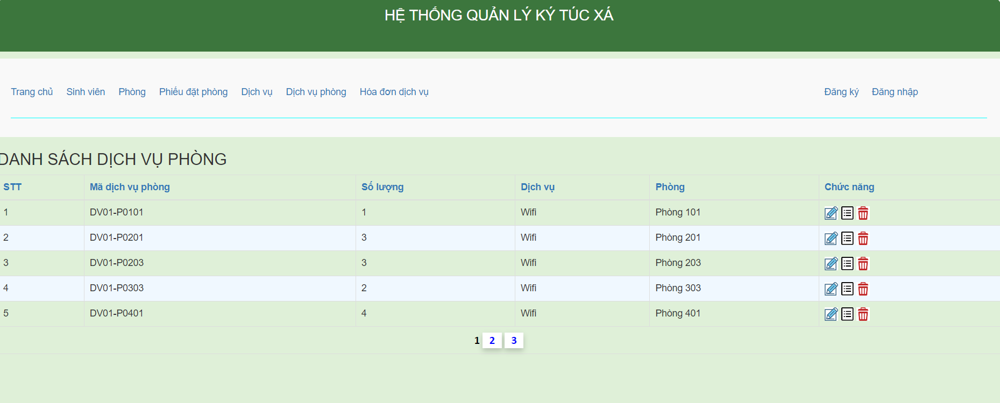 HỆ THỐNG QUẢN LÝ KÝ TÚC XÁ
Trang chủ Sinh viên Phòng Phiếu đặt phòng Dịch vụ Dịch vụ phòng Hóa đơn dịch vụ Đăng ký Đăng nhập
DANH SÁCH DỊCH VỤ PHÒNG
STT Mã dịch vụ phòng Số lượng Dịch vụ Phòng Chức năng
1 DV01-P0101 1 Wifi Phòng 101
2 DV01-P0201 3 Wifi Phòng 201
3 DV01-P0203 3 Wifi Phòng 203
4 DV01-P0303 2 Wifi Phòng 303
5 DV01-P0401 4 Wifi Phòng 401
1 2 3